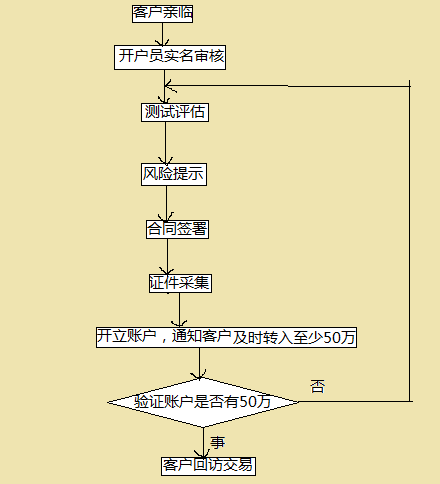 客户亲临
开户员实名审核
测试评估
风险提示
合同签署
证件采集
开立账户，通知客户及时转入至少50万
否
验证账户是否有50万
事
客户回访交易